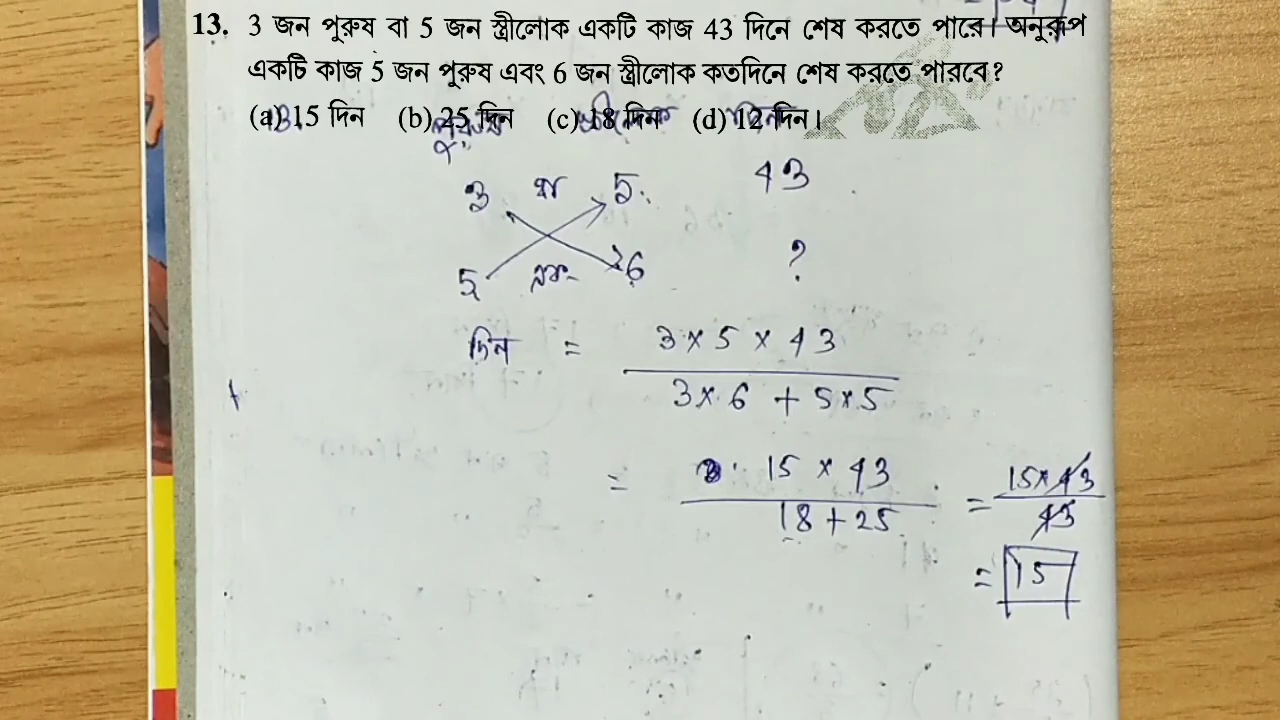 13. 3 জন পুরুষ বা 5 জন স্ত্রীলোক একটি কাজ 43 দিনে শেষ করতে পারে। অনুরূপ
একটি কাজ 5 জন পুরুষ এবং 6 জন স্ত্রীলোক কতদিনে শেষ করতে পারবে?
(a) 15 দিন (b) 25 দিন (c) 18 দিন (d) 12 দিন।
3 বা 5 43
5 এবং 6 ?
দিন = 3 × 5 × 43
3 × 6 + 5 × 5
= 15 × 43 = 15 × 43
18 + 25 43
= 15